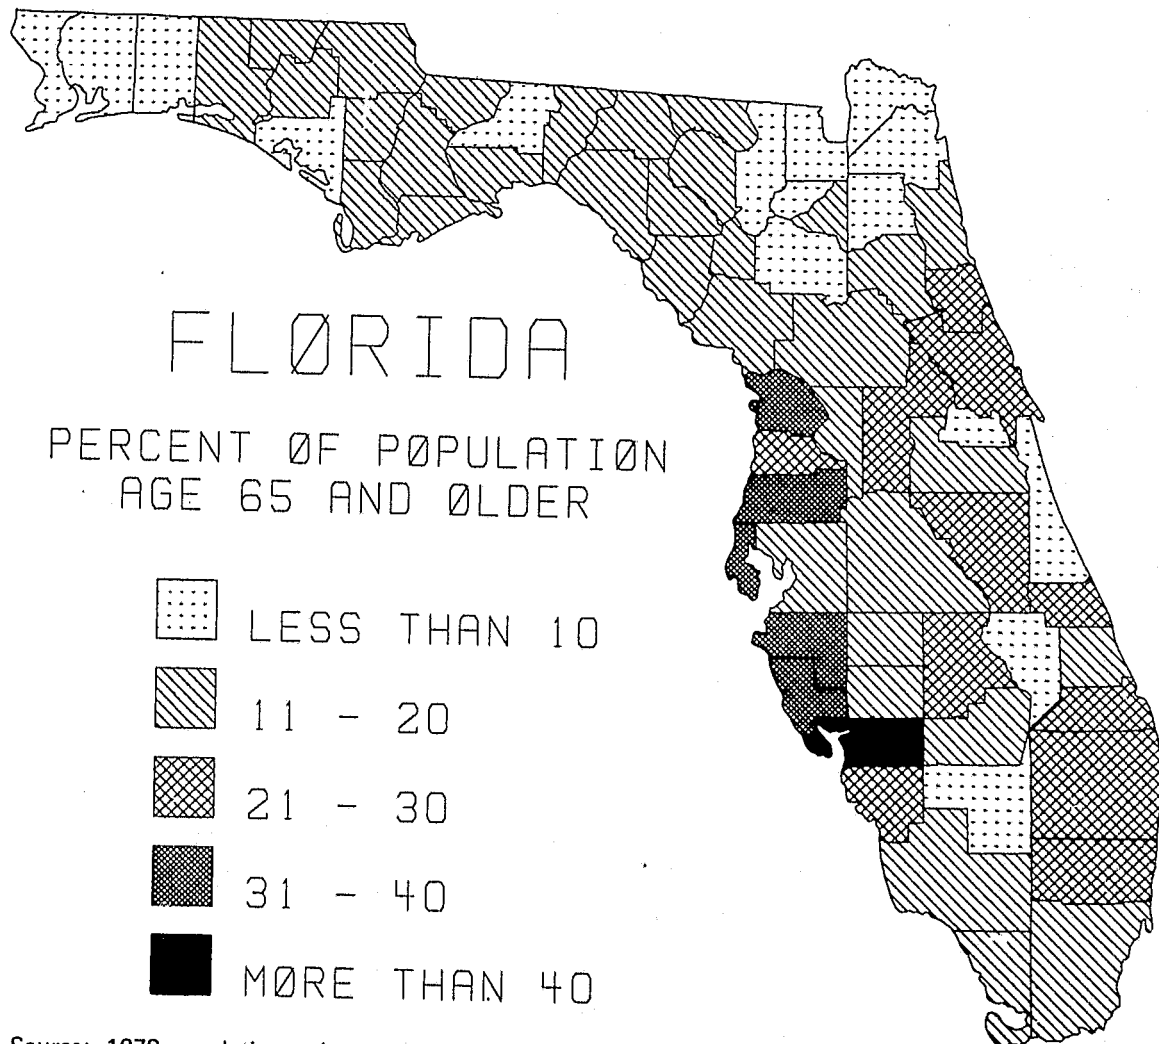 FLØRIDA
PERCENT ØF PØPULATIØN
AGE 65 AND ØLDER
LESS THAN 10
11 - 20
21 - 30
31 - 40
MØRE THAN 40
Source: 1970